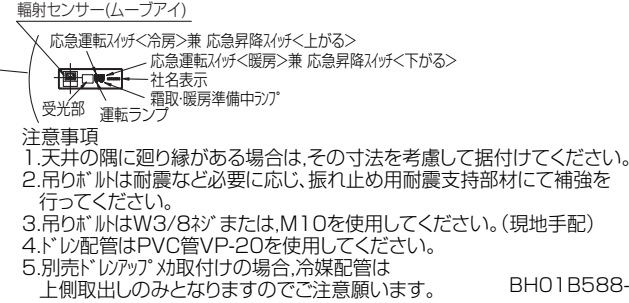 輻射センサー(ムーブアイ)
応急運転スイッチ<冷房>兼 応急昇降スイッチ<上がる>
応急運転スイッチ<暖房>兼 応急昇降スイッチ<下がる>
社名表示
霜取・暖房準備中ランプ
受光部
運転ランプ
注意事項
1.天井の隅に廻り縁がある場合は,その寸法を考慮して据付けてください。
2.吊りボルトは耐震など必要に応じ、振れ止め用耐震支持部材にて補強を
行ってください。
3.吊りボルトはW3/8ネジまたは,M10を使用してください。(現地手配)
4.ドレン配管はPVC管VP-20を使用してください。
5.別売ドレンアップメカ取付けの場合,冷媒配管は
上側取出しのみとなりますのでご注意願います。
BH01B588-